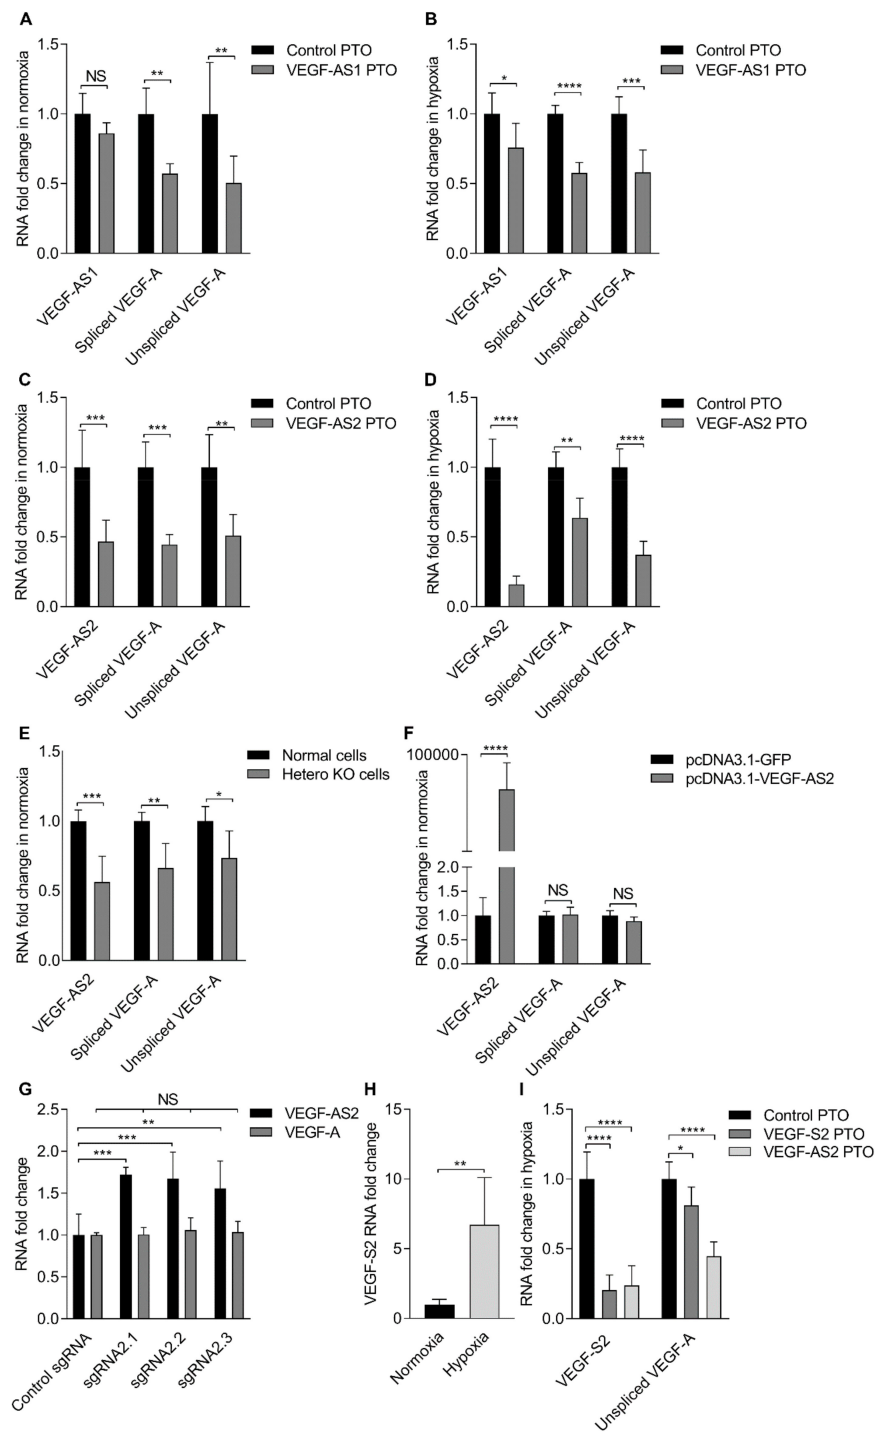 A
RNA fold change in normoxia
1.5
1.0
0.5
0.0
NS
**
**
Control PTO
VEGF-AS1 PTO
VEGF-AS1
Spliced VEGF-A
Unspliced VEGF-A
B
RNA fold change in hypoxia
1.5
1.0
0.5
0.0
*
****
***
Control PTO
VEGF-AS1 PTO
VEGF-AS1
Spliced VEGF-A
Unspliced VEGF-A
C
RNA fold change in normoxia
1.5
1.0
0.5
0.0
***
***
**
Control PTO
VEGF-AS2 PTO
VEGF-AS2
Spliced VEGF-A
Unspliced VEGF-A
D
RNA fold change in hypoxia
1.5
1.0
0.5
0.0
****
**
****
Control PTO
VEGF-AS2 PTO
VEGF-AS2
Spliced VEGF-A
Unspliced VEGF-A
E
RNA fold change in normoxia
1.5
1.0
0.5
0.0
***
**
*
Normal cells
Hetero KO cells
VEGF-AS2
Spliced VEGF-A
Unspliced VEGF-A
F
RNA fold change in normoxia
100000
2.0
1.5
1.0
0.5
0.0
****
NS
NS
pcDNA3.1-GFP
pcDNA3.1-VEGF-AS2
VEGF-AS2
Spliced VEGF-A
Unspliced VEGF-A
G
RNA fold change
2.5
2.0
1.5
1.0
0.5
0.0
NS
**
***
***
VEGF-AS2
VEGF-A
Control sgRNA
sgRNA2.1
sgRNA2.2
sgRNA2.3
H
VEGF-S2 RNA fold change
15
10
5
0
**
Normoxia
Hypoxia
I
RNA fold change in hypoxia
1.5
1.0
0.5
0.0
****
****
****
*
Control PTO
VEGF-S2 PTO
VEGF-AS2 PTO
VEGF-S2
Unspliced VEGF-A